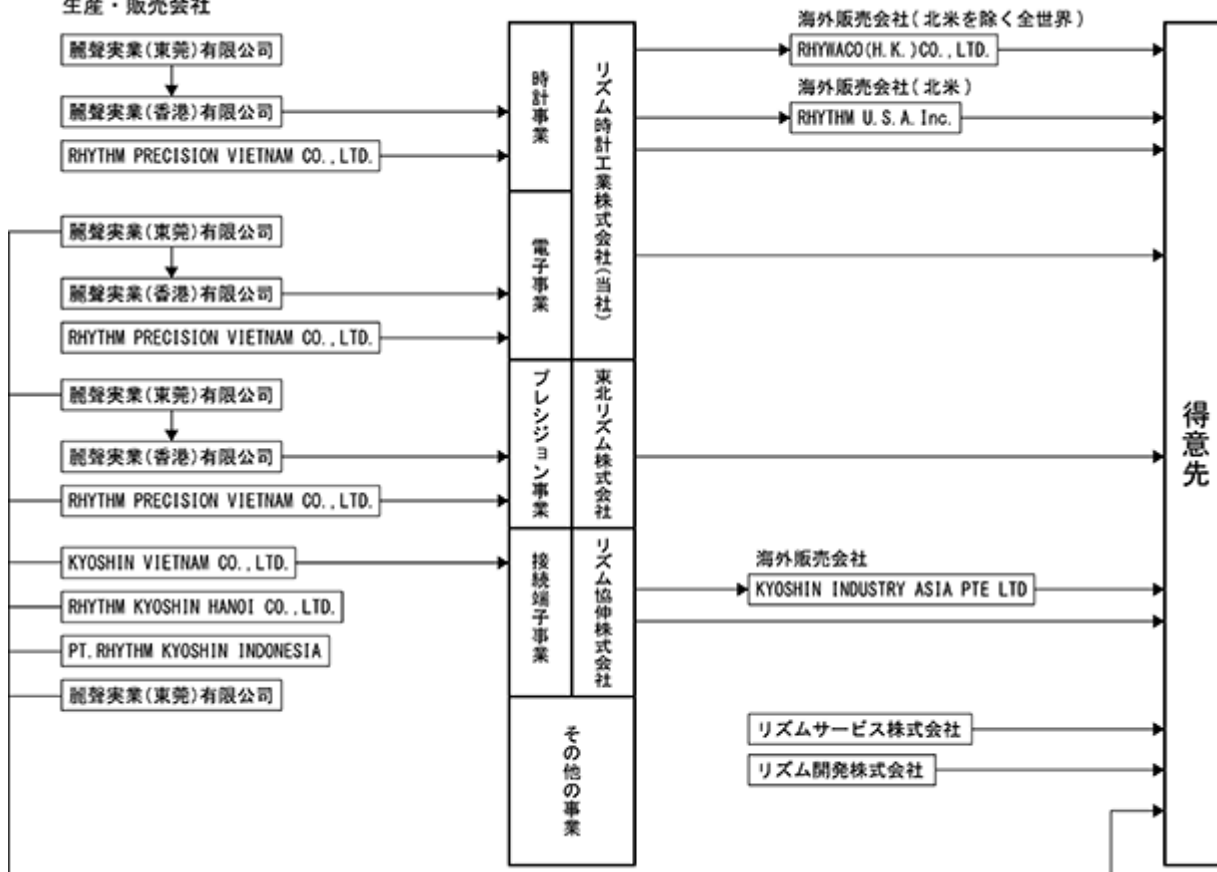 生産・販売会社
麗聲実業(東莞)有限公司
麗聲実業(香港)有限公司
RHYTHM PRECISION VIETNAM CO.,LTD.
麗聲実業(東莞)有限公司
麗聲実業(香港)有限公司
RHYTHM PRECISION VIETNAM CO.,LTD.
麗聲実業(東莞)有限公司
麗聲実業(香港)有限公司
RHYTHM PRECISION VIETNAM CO.,LTD.
KYOSHIN VIETNAM CO.,LTD.
RHYTHM KYOSHIN HANOI CO.,LTD.
PT.RHYTHM KYOSHIN INDONESIA
麗聲実業(東莞)有限公司
時計事業
電子事業
リズム時計工業株式会社(当社)
プレシジョン事業
東北リズム株式会社
接続端子事業
リズム協伸株式会社
その他の事業
海外販売会社(北米を除く全世界)
RHYWACO(H.K.)CO.,LTD.
海外販売会社(北米)
RHYTHM U.S.A.Inc.
海外販売会社
KYOSHIN INDUSTRY ASIA PTE LTD
リズムサービス株式会社
リズム開発株式会社
得意先